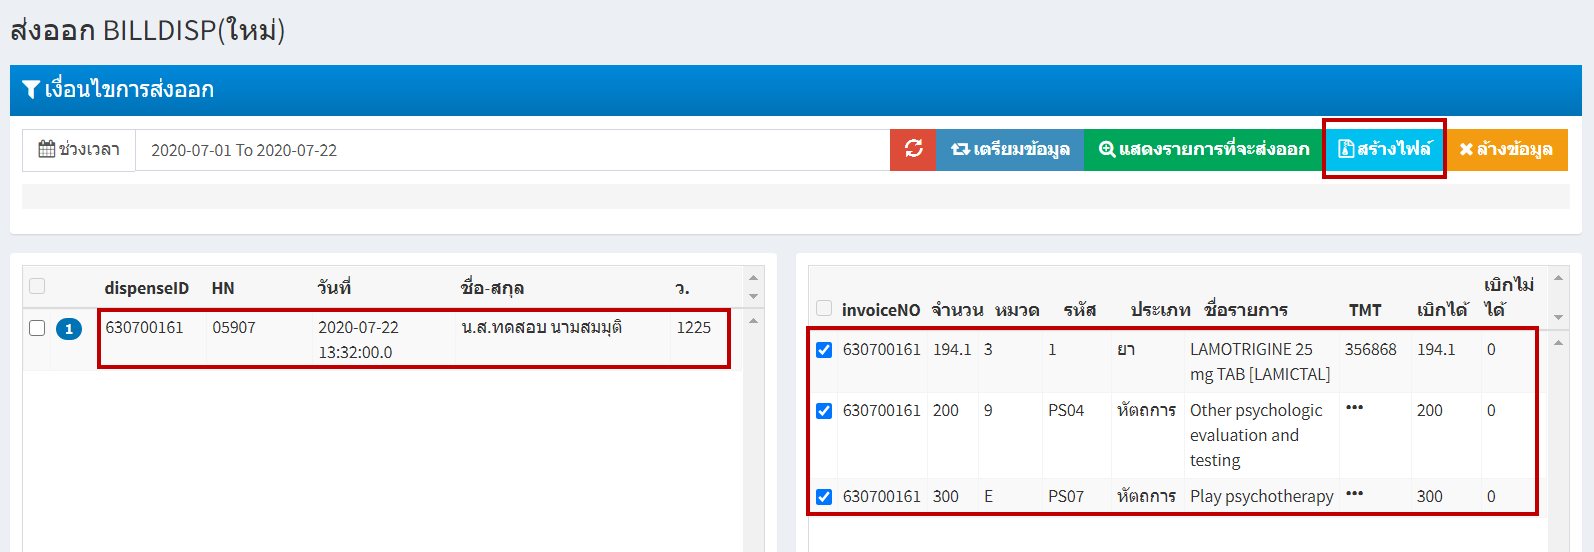 ส่งออก BILLDISP(ใหม่)
เงื่อนไขการส่งออก
ช่วงเวลา 2020-07-01 To 2020-07-22 เตรียมข้อมูล แสดงรายการที่จะส่งออก สร้างไฟล์ ล้างข้อมูล
dispenseID HN วันที่ ชื่อ-สกุล ว.
1 630700161 05907 2020-07-22 น.ส.ทดสอบ นามสมมุติ 1225
13:32:00.0
เบิกไม่
invoiceNO จำนวน หมวด รหัส ประเภท ชื่อรายการ TMT เบิกได้ ได้
630700161 194.1 3 1 ยา LAMOTRIGINE 25 356868 194.1 0
mg TAB [LAMICTAL]
630700161 200 9 PS04 หัตถการ Other psychologic ••• 200 0
evaluation and
testing
630700161 300 E PS07 หัตถการ Play psychotherapy ••• 300 0